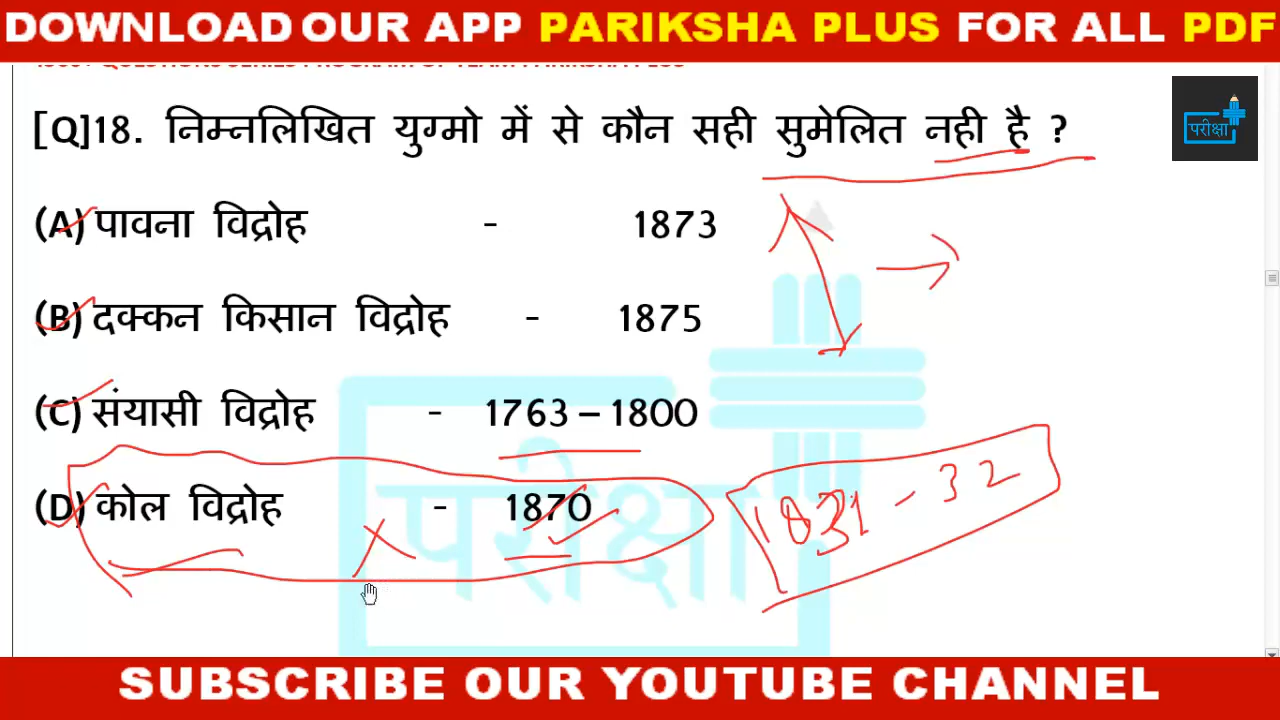 DOWNLOAD OUR APP PARIKSHA PLUS FOR ALL PDF
[Q]18. निम्नलिखित युग्मो में से कौन सही सुमेलित नही है ?
परीक्षा
(A) पावना विद्रोह - 1873
(B) दक्कन किसान विद्रोह - 1875
(C) संयासी विद्रोह - 1763 – 1800
(D) कोल विद्रोह - 1870
1831 - 32
परीक्षा
SUBSCRIBE OUR YOUTUBE CHANNEL